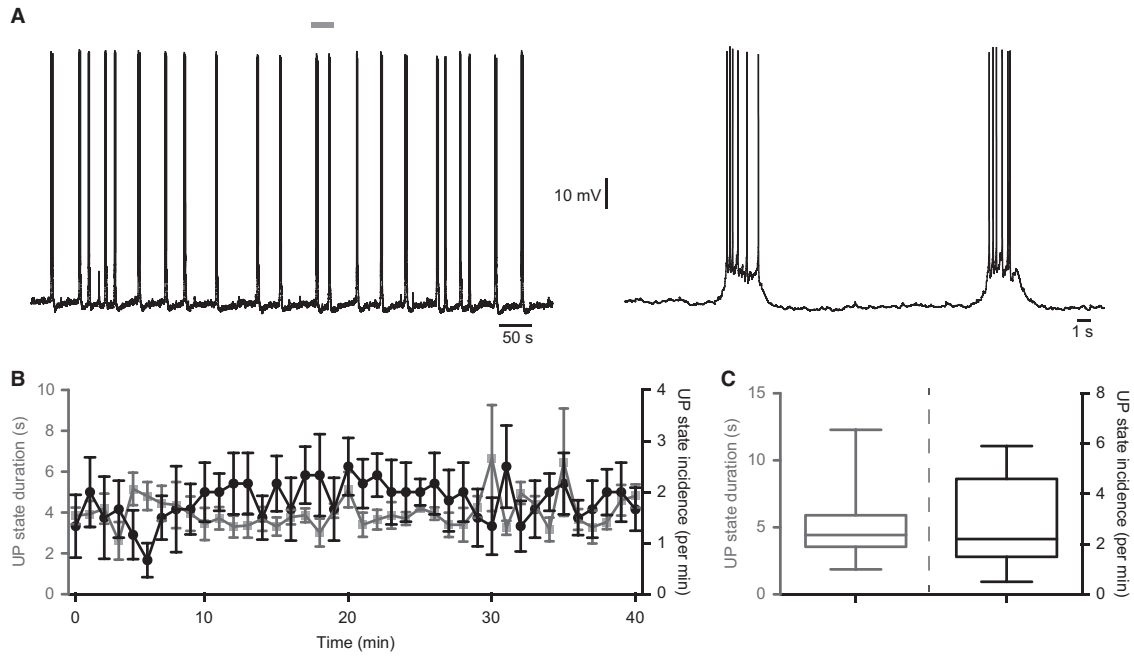 A
10 mV
50 s
1 s
B
UP state duration (s)
10
8
6
4
2
0
4
3
2
1
0
UP state incidence (per min)
0 10 20 30 40
Time (min)
C
UP state duration (s)
15
10
5
0
8
6
4
2
0
UP state incidence (per min)